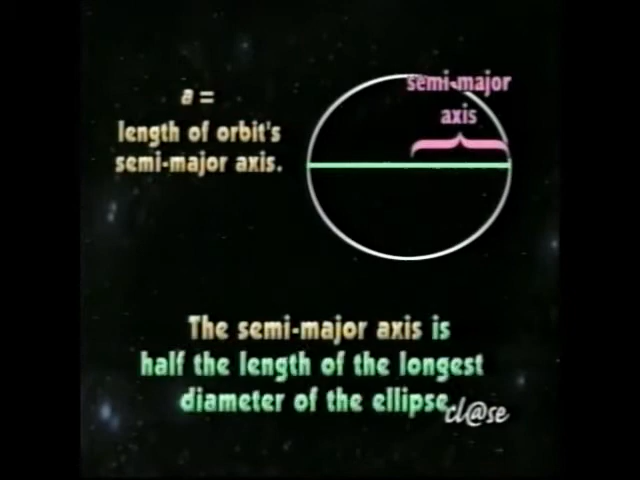 a =
length of orbit's
semi-major axis.
semi-major
axis
The semi-major axis is
half the length of the longest
diameter of the ellipse
cl@se